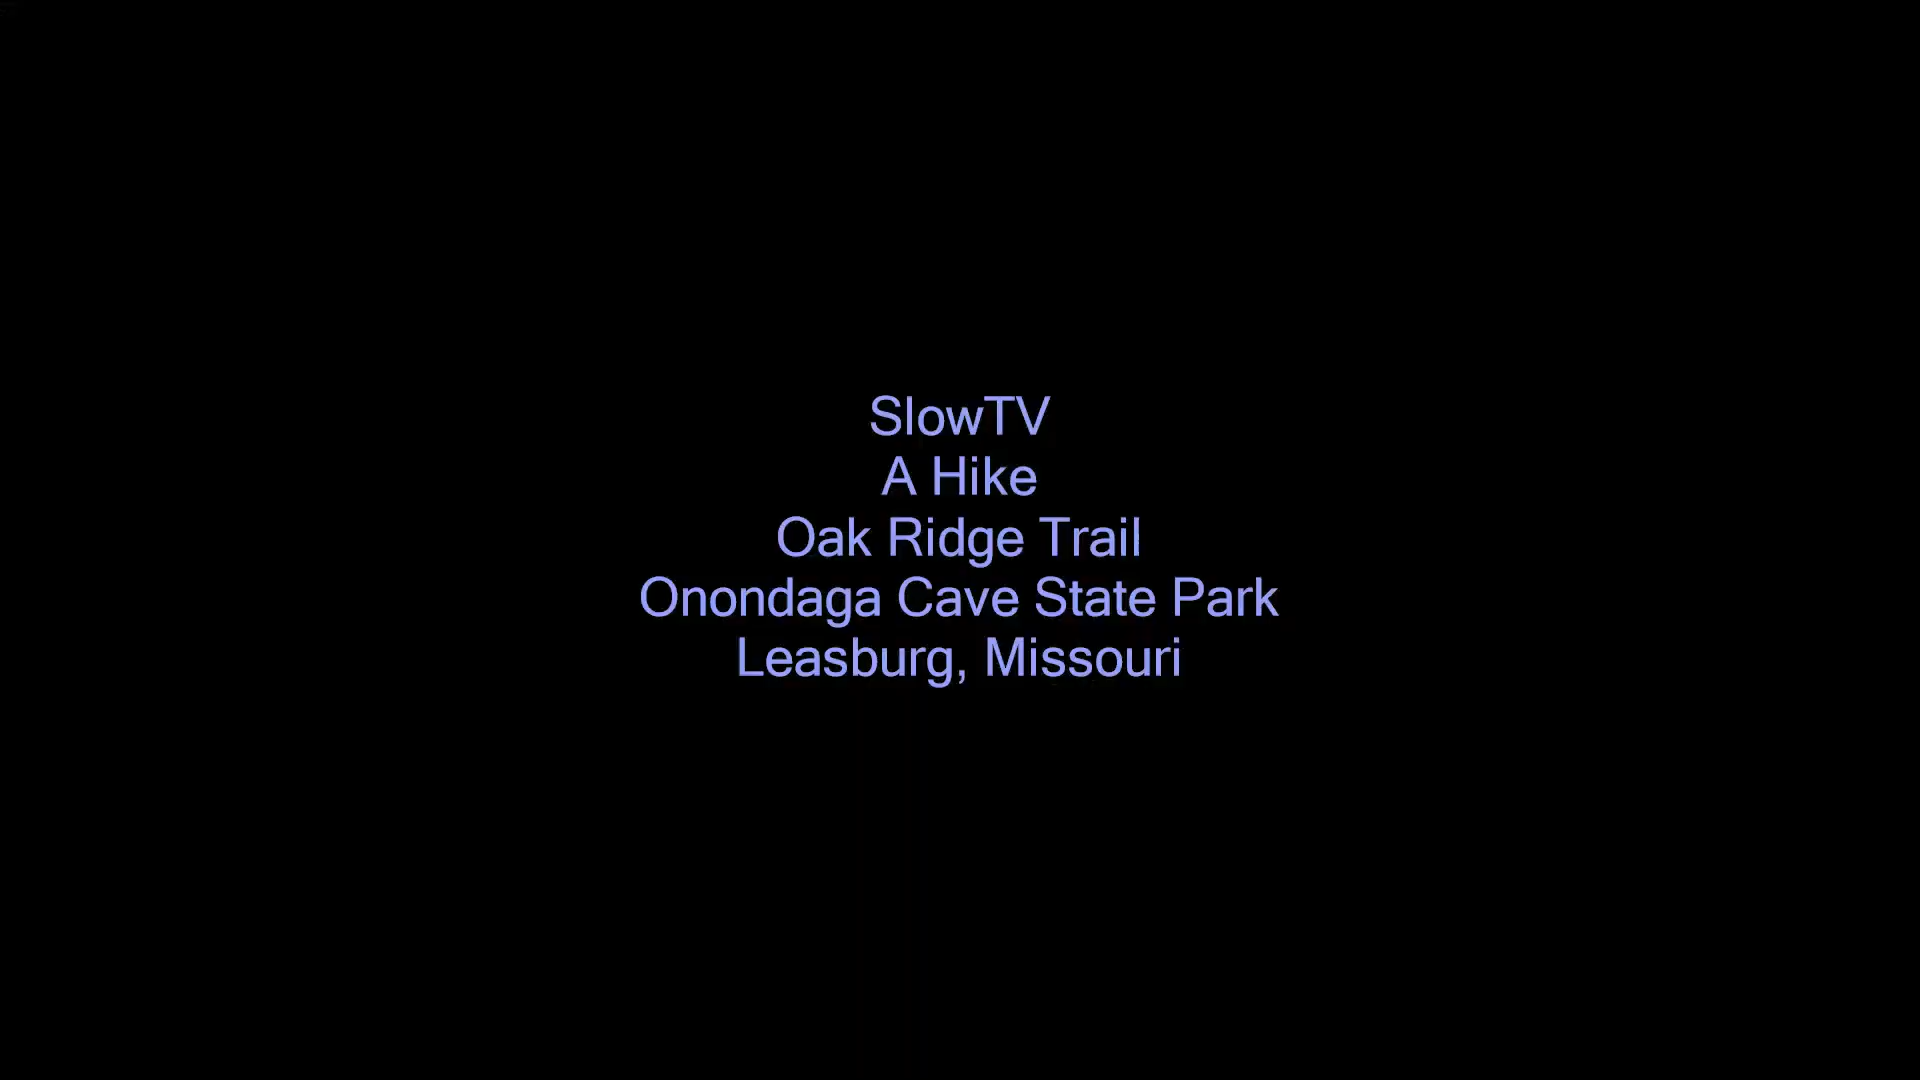 SlowTV
A Hike
Oak Ridge Trail
Onondaga Cave State Park
Leasburg, Missouri